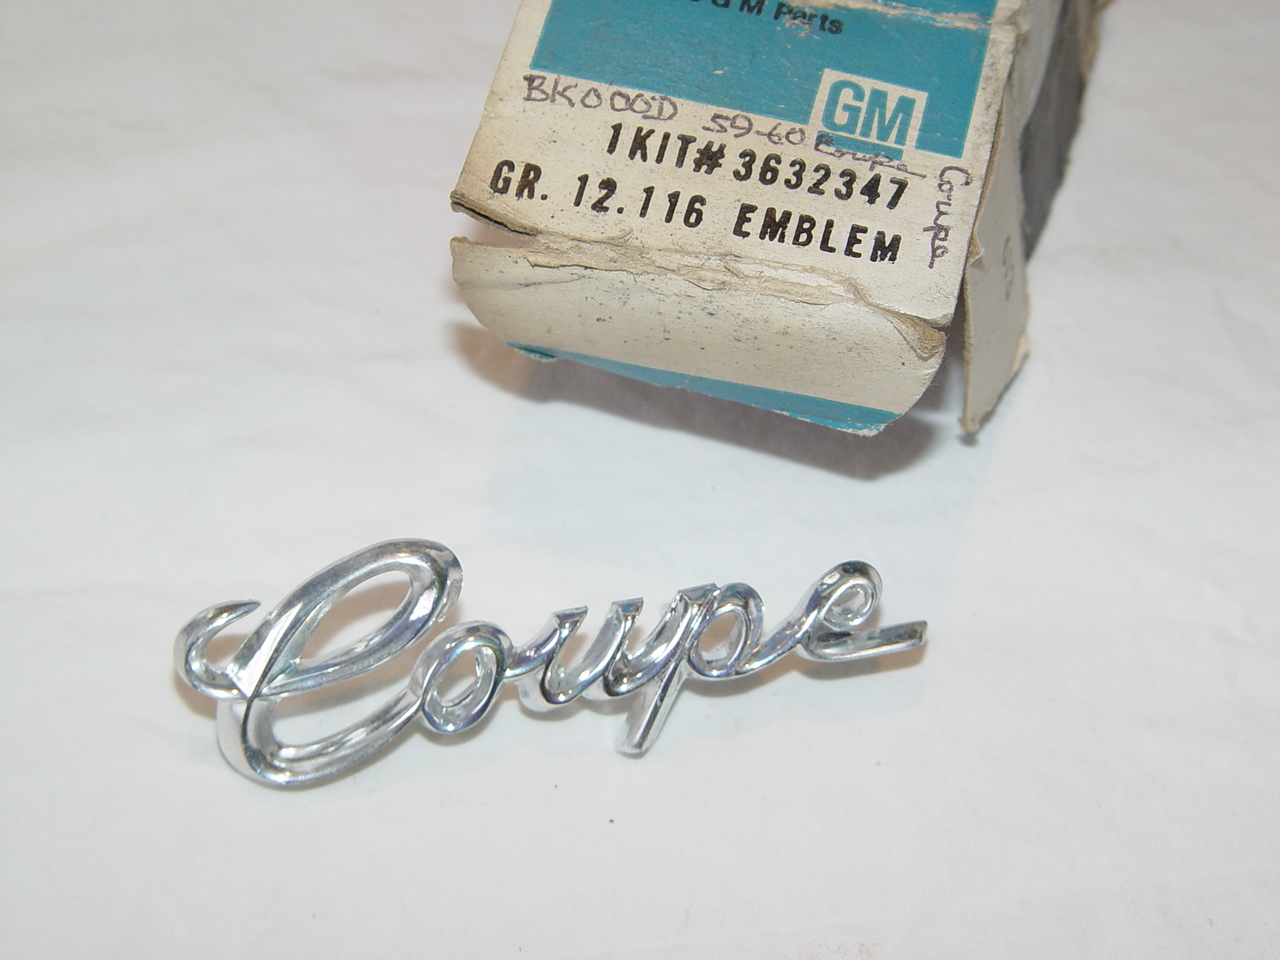 GM Parts
GM
BK000D 59-60 Coupe
1 KIT# 3632347
GR. 12.116 EMBLEM
Coupe
Coupe